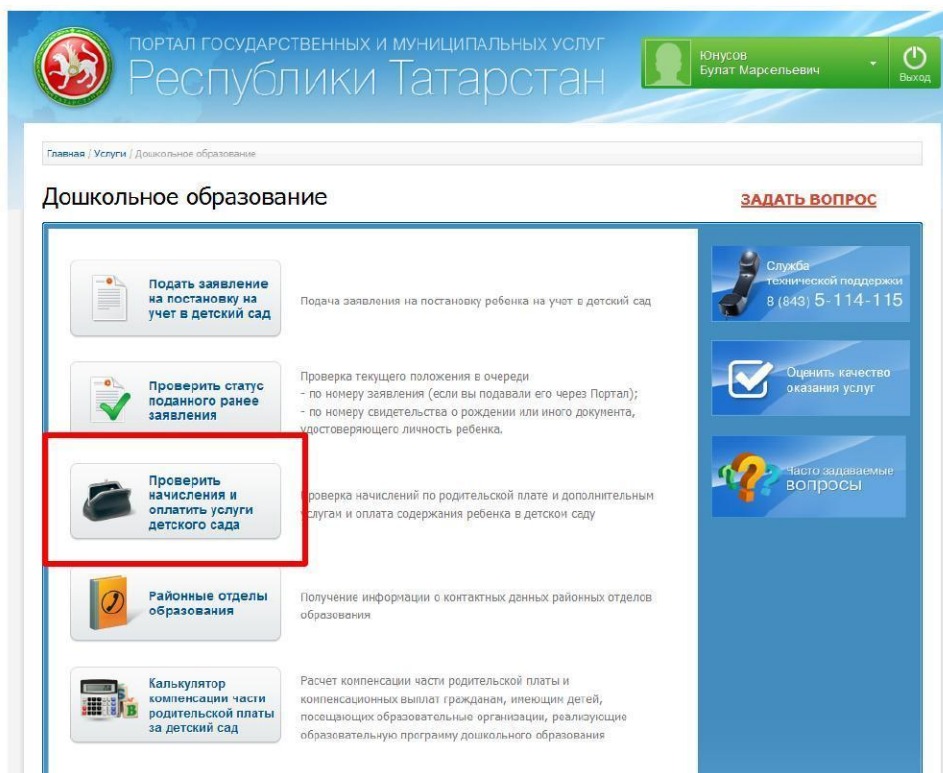 ПОРТАЛ ГОСУДАРСТВЕННЫХ И МУНИЦИПАЛЬНЫХ УСЛУГ
Республики Татарстан
Юнусов
Булат Марсельевич
Выход
Главная / Услуги / Дошкольное образование
Дошкольное образование
ЗАДАТЬ ВОПРОС
Подать заявление
на постановку на
учет в детский сад
Подача заявления на постановку ребенка на учет в детский сад
Проверить статус
поданного ранее
заявления
Проверка текущего положения в очереди
- по номеру заявления (если вы подавали его через Портал);
- по номеру свидетельства о рождении или иного документа,
удостоверяющего личность ребенка.
Проверить
начисления и
оплатить услуги
детского сада
Проверка начислений по родительской плате и дополнительным
услугам и оплата содержания ребенка в детском саду
Районные отделы
образования
Получение информации о контактных данных районных отделов
образования
Калькулятор
компенсации части
родительской платы
за детский сад
Расчет компенсации части родительской платы и
компенсационных выплат гражданам, имеющим детей,
посещающих образовательные организации, реализующие
образовательную программу дошкольного образования
Служба
технической поддержки
8 (843) 5-114-115
Оценить качество
оказания услуг
Часто задаваемые
вопросы